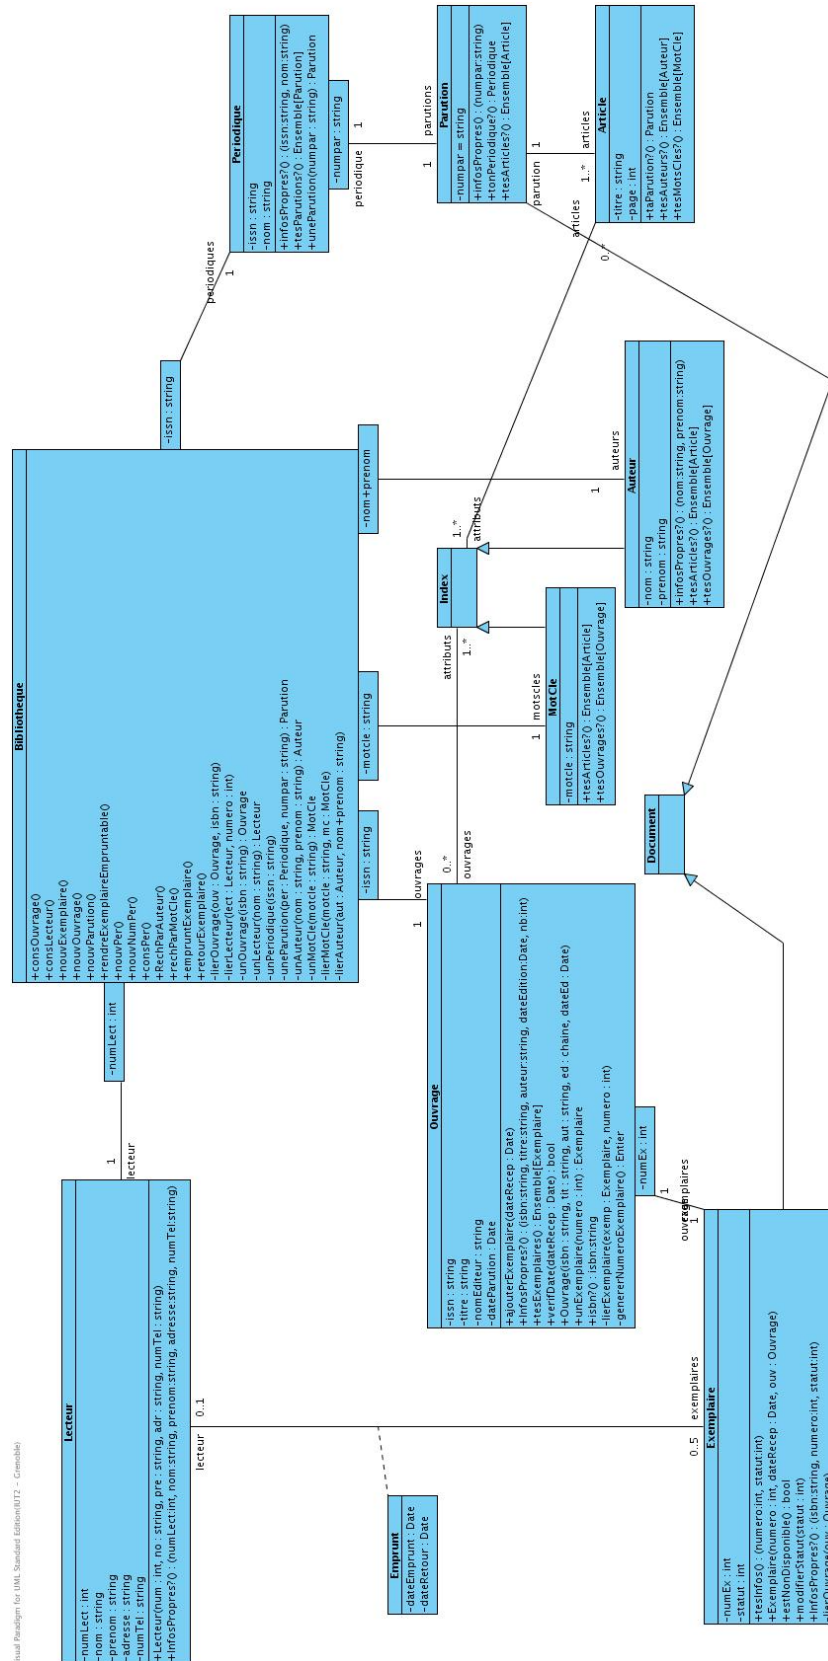 Visual Paradigm for UML Standard Edition(IUT2 - Grenoble)
Lecteur
-numLect : int
-nom : string
-prenom : string
-adresse : string
-numTel : string
+Lecteur(num : int, no : string, pre : string, adr : string, numTel : string)
+InfosPropres?() : (numLect:int, nom:string, prenom:string, adresse:string, numTel:string)
1
lecteur
-numLect : int
Bibliotheque
+consOuvrage()
+consLecteur()
+nouvExemplaire()
+nouvOuvrage()
+nouvParution()
+rendreExemplaireEmpruntable()
+nouvPer()
+nouvNumPer()
+consPer()
+RechParAuteur()
+rechParMotCle()
+empruntExemplaire()
+retourExemplaire()
-lierOuvrage(ouv : Ouvrage, isbn : string)
-lierLecteur(lect : Lecteur, numero : int)
-unOuvrage(isbn : string) : Ouvrage
-unLecteur(nom : string) : Lecteur
-unPeriodique(issn : string)
-uneParution(per : Periodique, numpar : string) : Parution
-unAuteur(nom : string, prenom : string) : Auteur
-unMotCle(motcle : string) : MotCle
-lierMotCle(motcle : string, mc : MotCle)
-lierAuteur(aut : Auteur, nom+prenom : string)
-issn : string
-motcle : string
-nom+prenom
-issn : string
periodiques
1
Periodique
-issn : string
-nom : string
+infosPropres?() : (issn:string, nom:string)
+tesParutions?() : Ensemble[Parution]
+uneParution(numpar : string) : Parution
-numpar : string
periodique
1
1
parutions
Parution
-numpar = string
+infosPropres() : (numpar:string)
+tonPeriodique?() : Periodique
+tesArticles?() : Ensemble[Article]
parution
1
1..*
articles
Article
-titre : string
-page : int
+taParution?() : Parution
+tesAuteurs?() : Ensemble[Auteur]
+tesMotsCles?() : Ensemble[MotCle]
articles
0..*
1..*
attributs
Index
attributs
1..*
0..*
ouvrages
1
ouvrages
1
motscles
MotCle
-motcle : string
+tesArticles?() : Ensemble[Article]
+tesOuvrages?() : Ensemble[Ouvrage]
1
auteurs
Auteur
-nom : string
-prenom : string
+infosPropres?() : (nom:string, prenom:string)
+tesArticles?() : Ensemble[Article]
+tesOuvrages?() : Ensemble[Ouvrage]
Document
Ouvrage
-issn : string
-titre : string
-nomEditeur : string
-dateParution : Date
+ajouterExemplaire(dateRecep : Date)
+InfosPropres?() : (isbn:string, titre:string, auteur:string, dateEdition:Date, nb:int)
+tesExemplaires() : Ensemble[Exemplaire]
+verifDate(dateRecep : Date) : bool
+Ouvrage(isbn : string, tit : string, aut : string, ed : chaine, dateEd : Date)
+unExemplaire(numero : int) : Exemplaire
+isbn?() : isbn:string
-lierExemplaire(exemp : Exemplaire, numero : int)
-genererNumeroExemplaire() : Entier
-numEx : int
1
exemplaires
ouvrage
1
lecteur
0..1
0..5
exemplaires
Emprunt
-dateEmprunt : Date
-dateRetour : Date
Exemplaire
-numEx : int
-statut : int
+tesInfos() : (numero:int, statut:int)
+Exemplaire(numero : int, dateRecep : Date, ouv : Ouvrage)
+estNonDisponible() : bool
+modifierStatut(statut : int)
+InfosPropres?() : (isbn:string, numero:int, statut:int)
-lierOuvrage(ouv : Ouvrage)